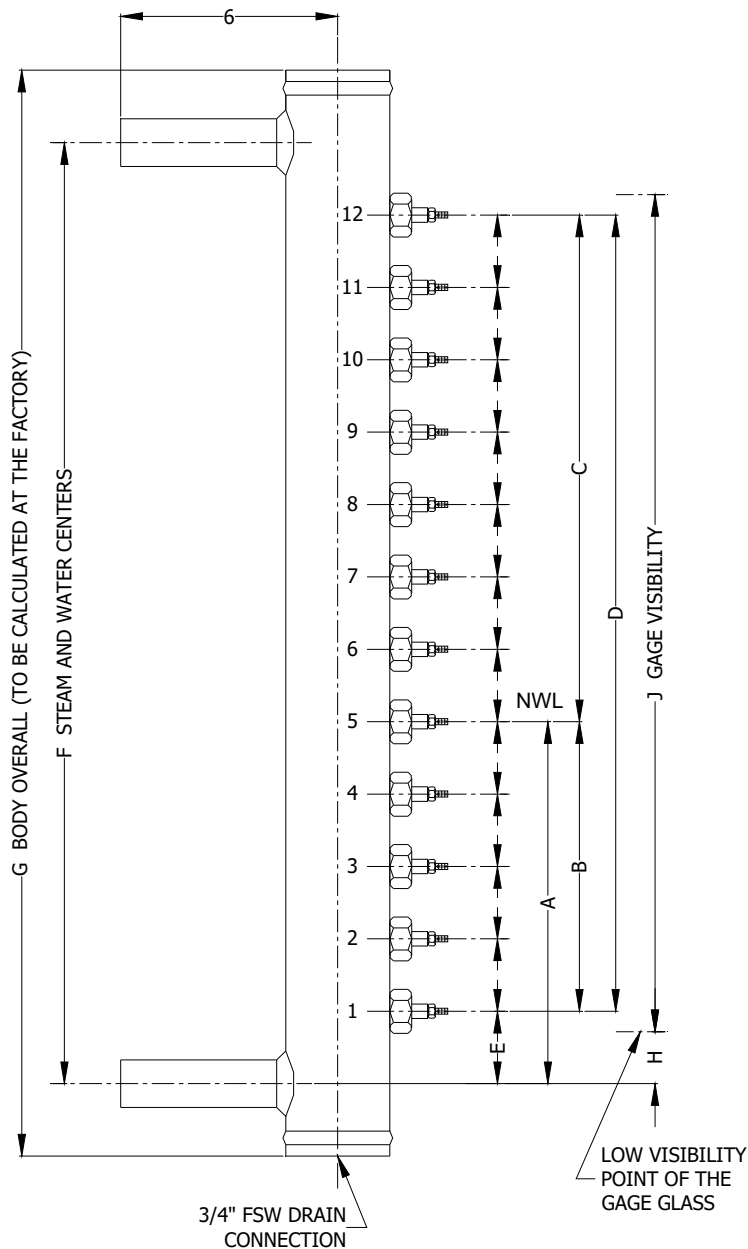 6
12
11
10
9
8
7
6
5
4
3
2
1
G BODY OVERALL (TO BE CALCULATED AT THE FACTORY)
F STEAM AND WATER CENTERS
NWL
C
D
J GAGE VISIBILITY
A
B
E
H
LOW VISIBILITY
POINT OF THE
GAGE GLASS
3/4" FSW DRAIN
CONNECTION